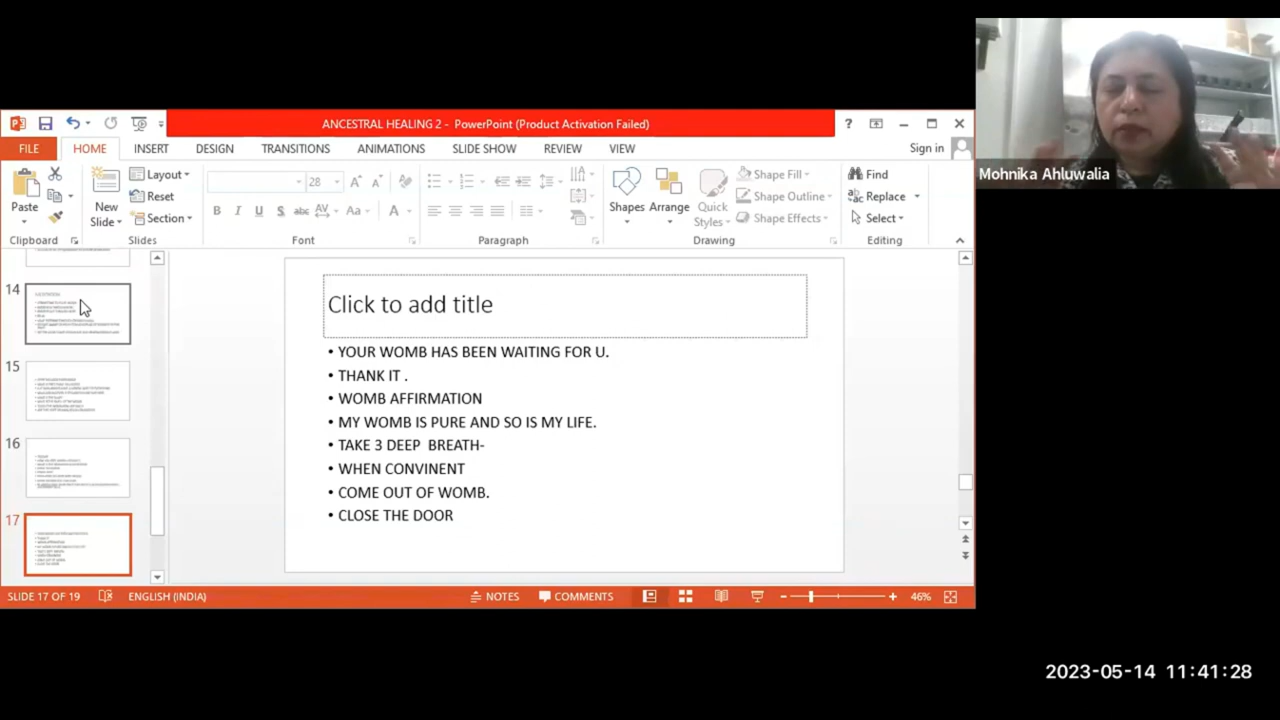 ANCESTRAL HEALING 2 - PowerPoint (Product Activation Failed)
?
FILE
HOME
INSERT
DESIGN
TRANSITIONS
ANIMATIONS
SLIDE SHOW
REVIEW
VIEW
Sign in
Paste
Clipboard
New
Slide
Layout
Reset
Section
Slides
28
B I U S abc AV Aa A
Font
Paragraph
Shapes
Arrange
Quick
Styles
Shape Fill
Shape Outline
Shape Effects
Drawing
Find
Replace
Select
Editing
Mohnika Ahluwalia
14
15
16
17
Click to add title
• YOUR WOMB HAS BEEN WAITING FOR U.
• THANK IT .
• WOMB AFFIRMATION
• MY WOMB IS PURE AND SO IS MY LIFE.
• TAKE 3 DEEP  BREATH-
• WHEN CONVINENT
• COME OUT OF WOMB.
• CLOSE THE DOOR
SLIDE 17 OF 19
ENGLISH (INDIA)
NOTES
COMMENTS
46%
2023-05-14 11:41:28